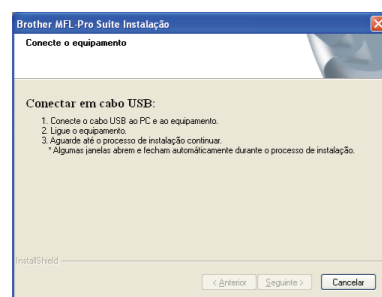 Brother MFL-Pro Suite Instalação
Conecte o equipamento
Conectar em cabo USB:
1. Conecte o cabo USB ao PC e ao equipamento.
2. Ligue o equipamento.
3. Aguarde até o processo de instalação continuar.
* Algumas janelas abrem e fecham automáticamente durante o processo de instalação.
InstallShield
< Anterior
Seguinte >
Cancelar